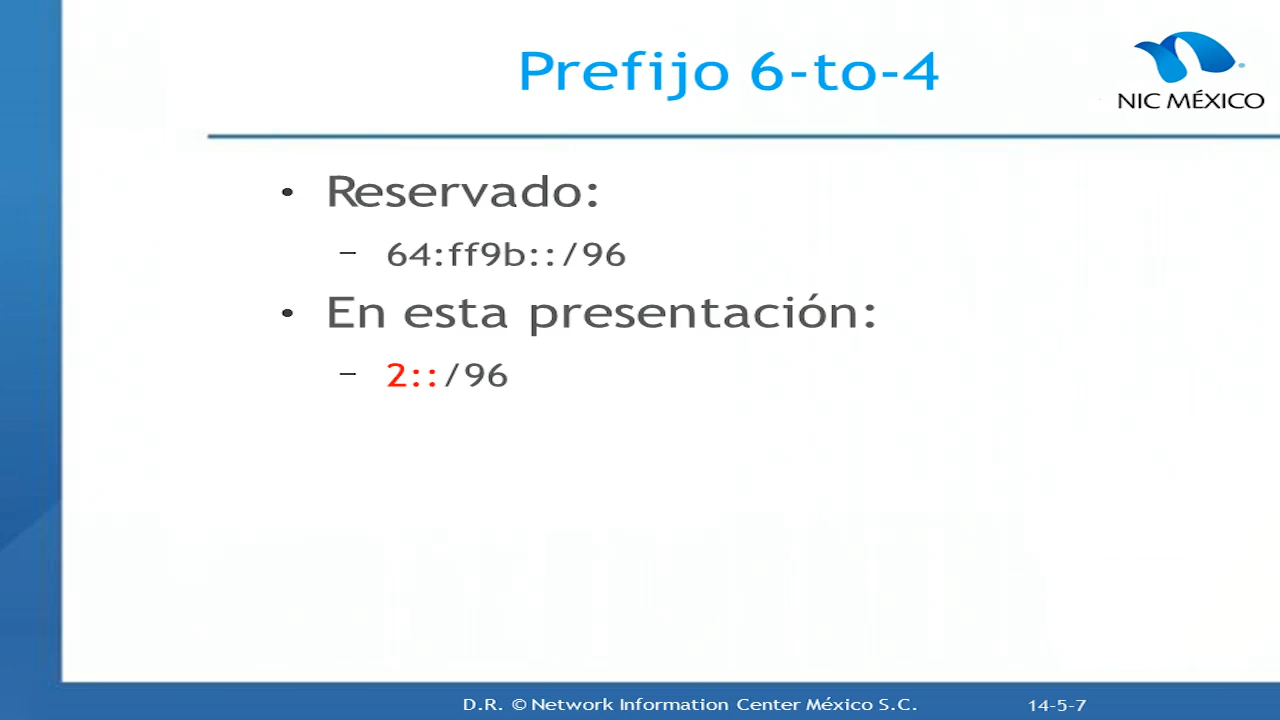 Prefijo 6-to-4
NIC MÉXICO
• Reservado:
– 64:ff9b::/96
• En esta presentación:
– 2::/96
D.R. © Network Information Center México S.C.
14-5-7